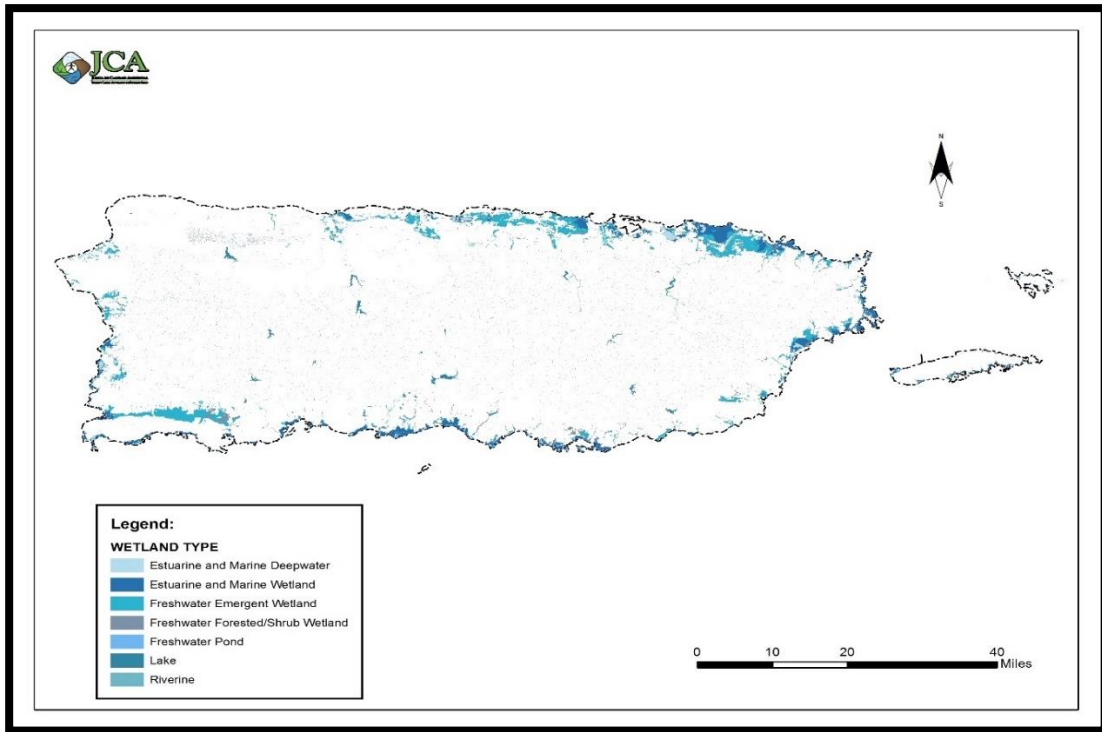 JCA
N
S
Legend:
WETLAND TYPE
Estuarine and Marine Deepwater
Estuarine and Marine Wetland
Freshwater Emergent Wetland
Freshwater Forested/Shrub Wetland
Freshwater Pond
Lake
Riverine
0 10 20 40
Miles